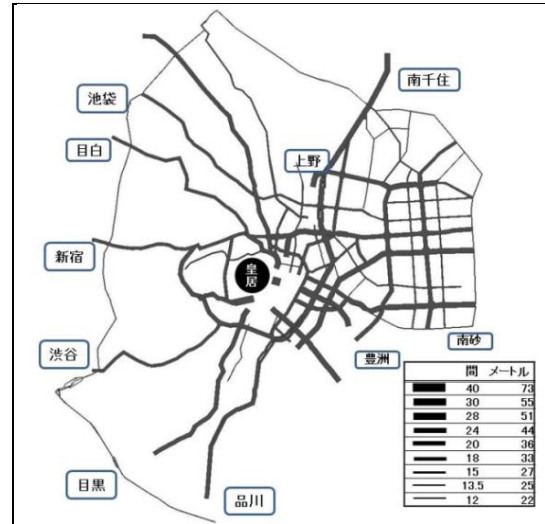 南千住
池袋
上野
目白
新宿
皇
居
渋谷
豊洲
南砂
目黒
品川
間 メートル
40 73
30 55
28 51
24 44
20 36
18 33
15 27
13.5 25
12 22